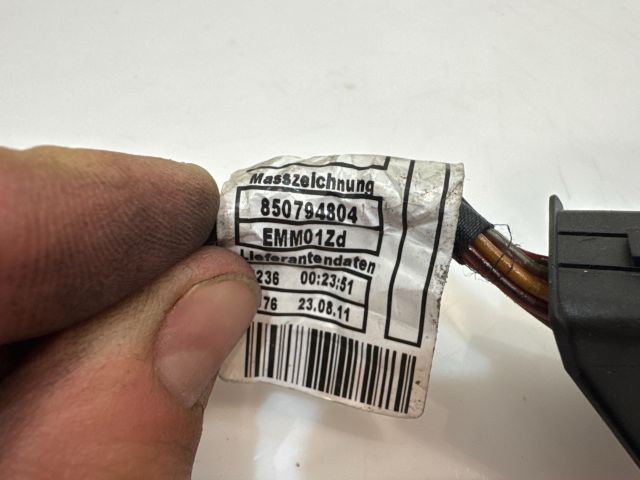 Masszeichnung
850794804
EMM01Zd
Lieferantendaten
236 00:23:51
76 23.08.11